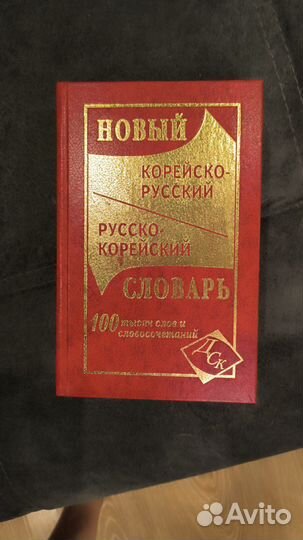 НОВЫЙ
КОРЕЙСКО-
РУССКИЙ
РУССКО-
КОРЕЙСКИЙ
СЛОВАРЬ
100 тысяч слов и
словосочетаний
ДСК
Avito